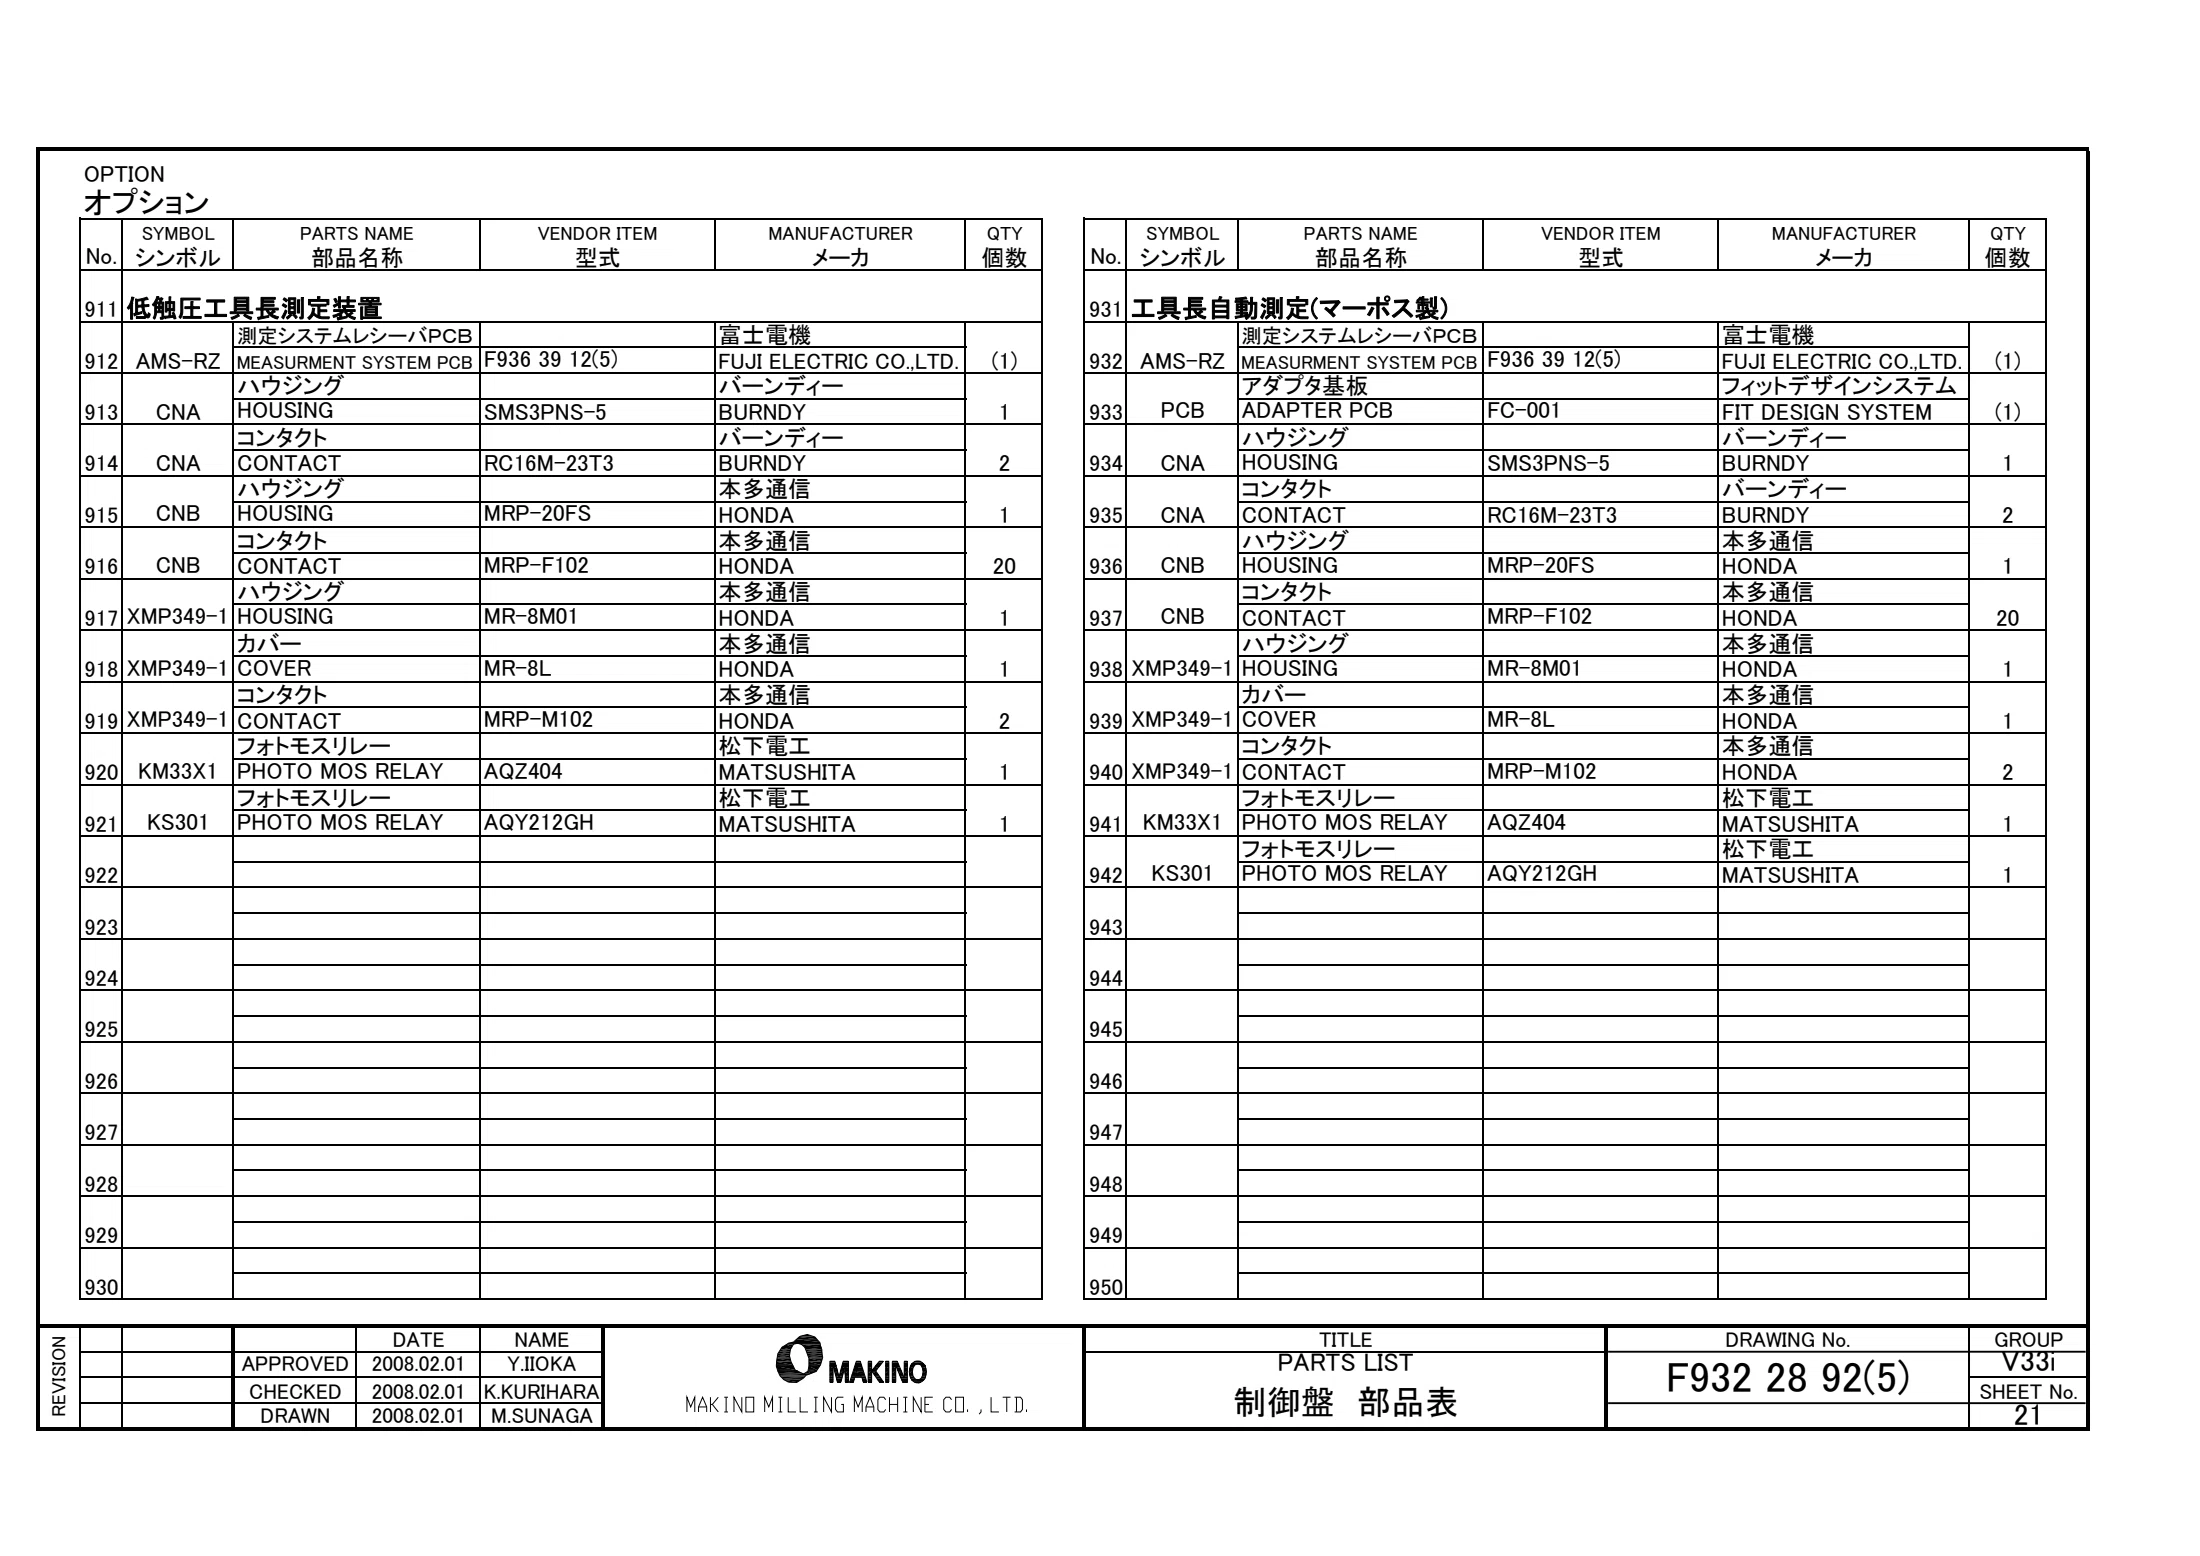 OPTION
オプション
No. SYMBOL シンボル PARTS NAME 部品名称 VENDOR ITEM 型式 MANUFACTURER メーカ QTY 個数
911 低触圧工具長測定装置
測定システムレシーバPCB 富士電機
912 AMS-RZ MEASURMENT SYSTEM PCB F936 39 12(5) FUJI ELECTRIC CO.,LTD. (1)
ハウジング バーンディー
913 CNA HOUSING SMS3PNS-5 BURNDY 1
コンタクト バーンディー
914 CNA CONTACT RC16M-23T3 BURNDY 2
ハウジング 本多通信
915 CNB HOUSING MRP-20FS HONDA 1
コンタクト 本多通信
916 CNB CONTACT MRP-F102 HONDA 20
ハウジング 本多通信
917 XMP349-1 HOUSING MR-8M01 HONDA 1
カバー 本多通信
918 XMP349-1 COVER MR-8L HONDA 1
コンタクト 本多通信
919 XMP349-1 CONTACT MRP-M102 HONDA 2
フォトモスリレー 松下電工
920 KM33X1 PHOTO MOS RELAY AQZ404 MATSUSHITA 1
フォトモスリレー 松下電工
921 KS301 PHOTO MOS RELAY AQY212GH MATSUSHITA 1
922
923
924
925
926
927
928
929
930
No. SYMBOL シンボル PARTS NAME 部品名称 VENDOR ITEM 型式 MANUFACTURER メーカ QTY 個数
931 工具長自動測定(マーポス製)
測定システムレシーバPCB 富士電機
932 AMS-RZ MEASURMENT SYSTEM PCB F936 39 12(5) FUJI ELECTRIC CO.,LTD. (1)
アダプタ基板 フィットデザインシステム
933 PCB ADAPTER PCB FC-001 FIT DESIGN SYSTEM (1)
ハウジング バーンディー
934 CNA HOUSING SMS3PNS-5 BURNDY 1
コンタクト バーンディー
935 CNA CONTACT RC16M-23T3 BURNDY 2
ハウジング 本多通信
936 CNB HOUSING MRP-20FS HONDA 1
コンタクト 本多通信
937 CNB CONTACT MRP-F102 HONDA 20
ハウジング 本多通信
938 XMP349-1 HOUSING MR-8M01 HONDA 1
カバー 本多通信
939 XMP349-1 COVER MR-8L HONDA 1
コンタクト 本多通信
940 XMP349-1 CONTACT MRP-M102 HONDA 2
フォトモスリレー 松下電工
941 KM33X1 PHOTO MOS RELAY AQZ404 MATSUSHITA 1
フォトモスリレー 松下電工
942 KS301 PHOTO MOS RELAY AQY212GH MATSUSHITA 1
943
944
945
946
947
948
949
950
REVISION
DATE NAME
APPROVED 2008.02.01 Y.IIOKA
CHECKED 2008.02.01 K.KURIHARA
DRAWN 2008.02.01 M.SUNAGA
MAKINO
MAKINO MILLING MACHINE CO.,LTD.
TITLE
PARTS LIST
制御盤 部品表
DRAWING No.
F932 28 92(5)
GROUP
V33i
SHEET No.
21